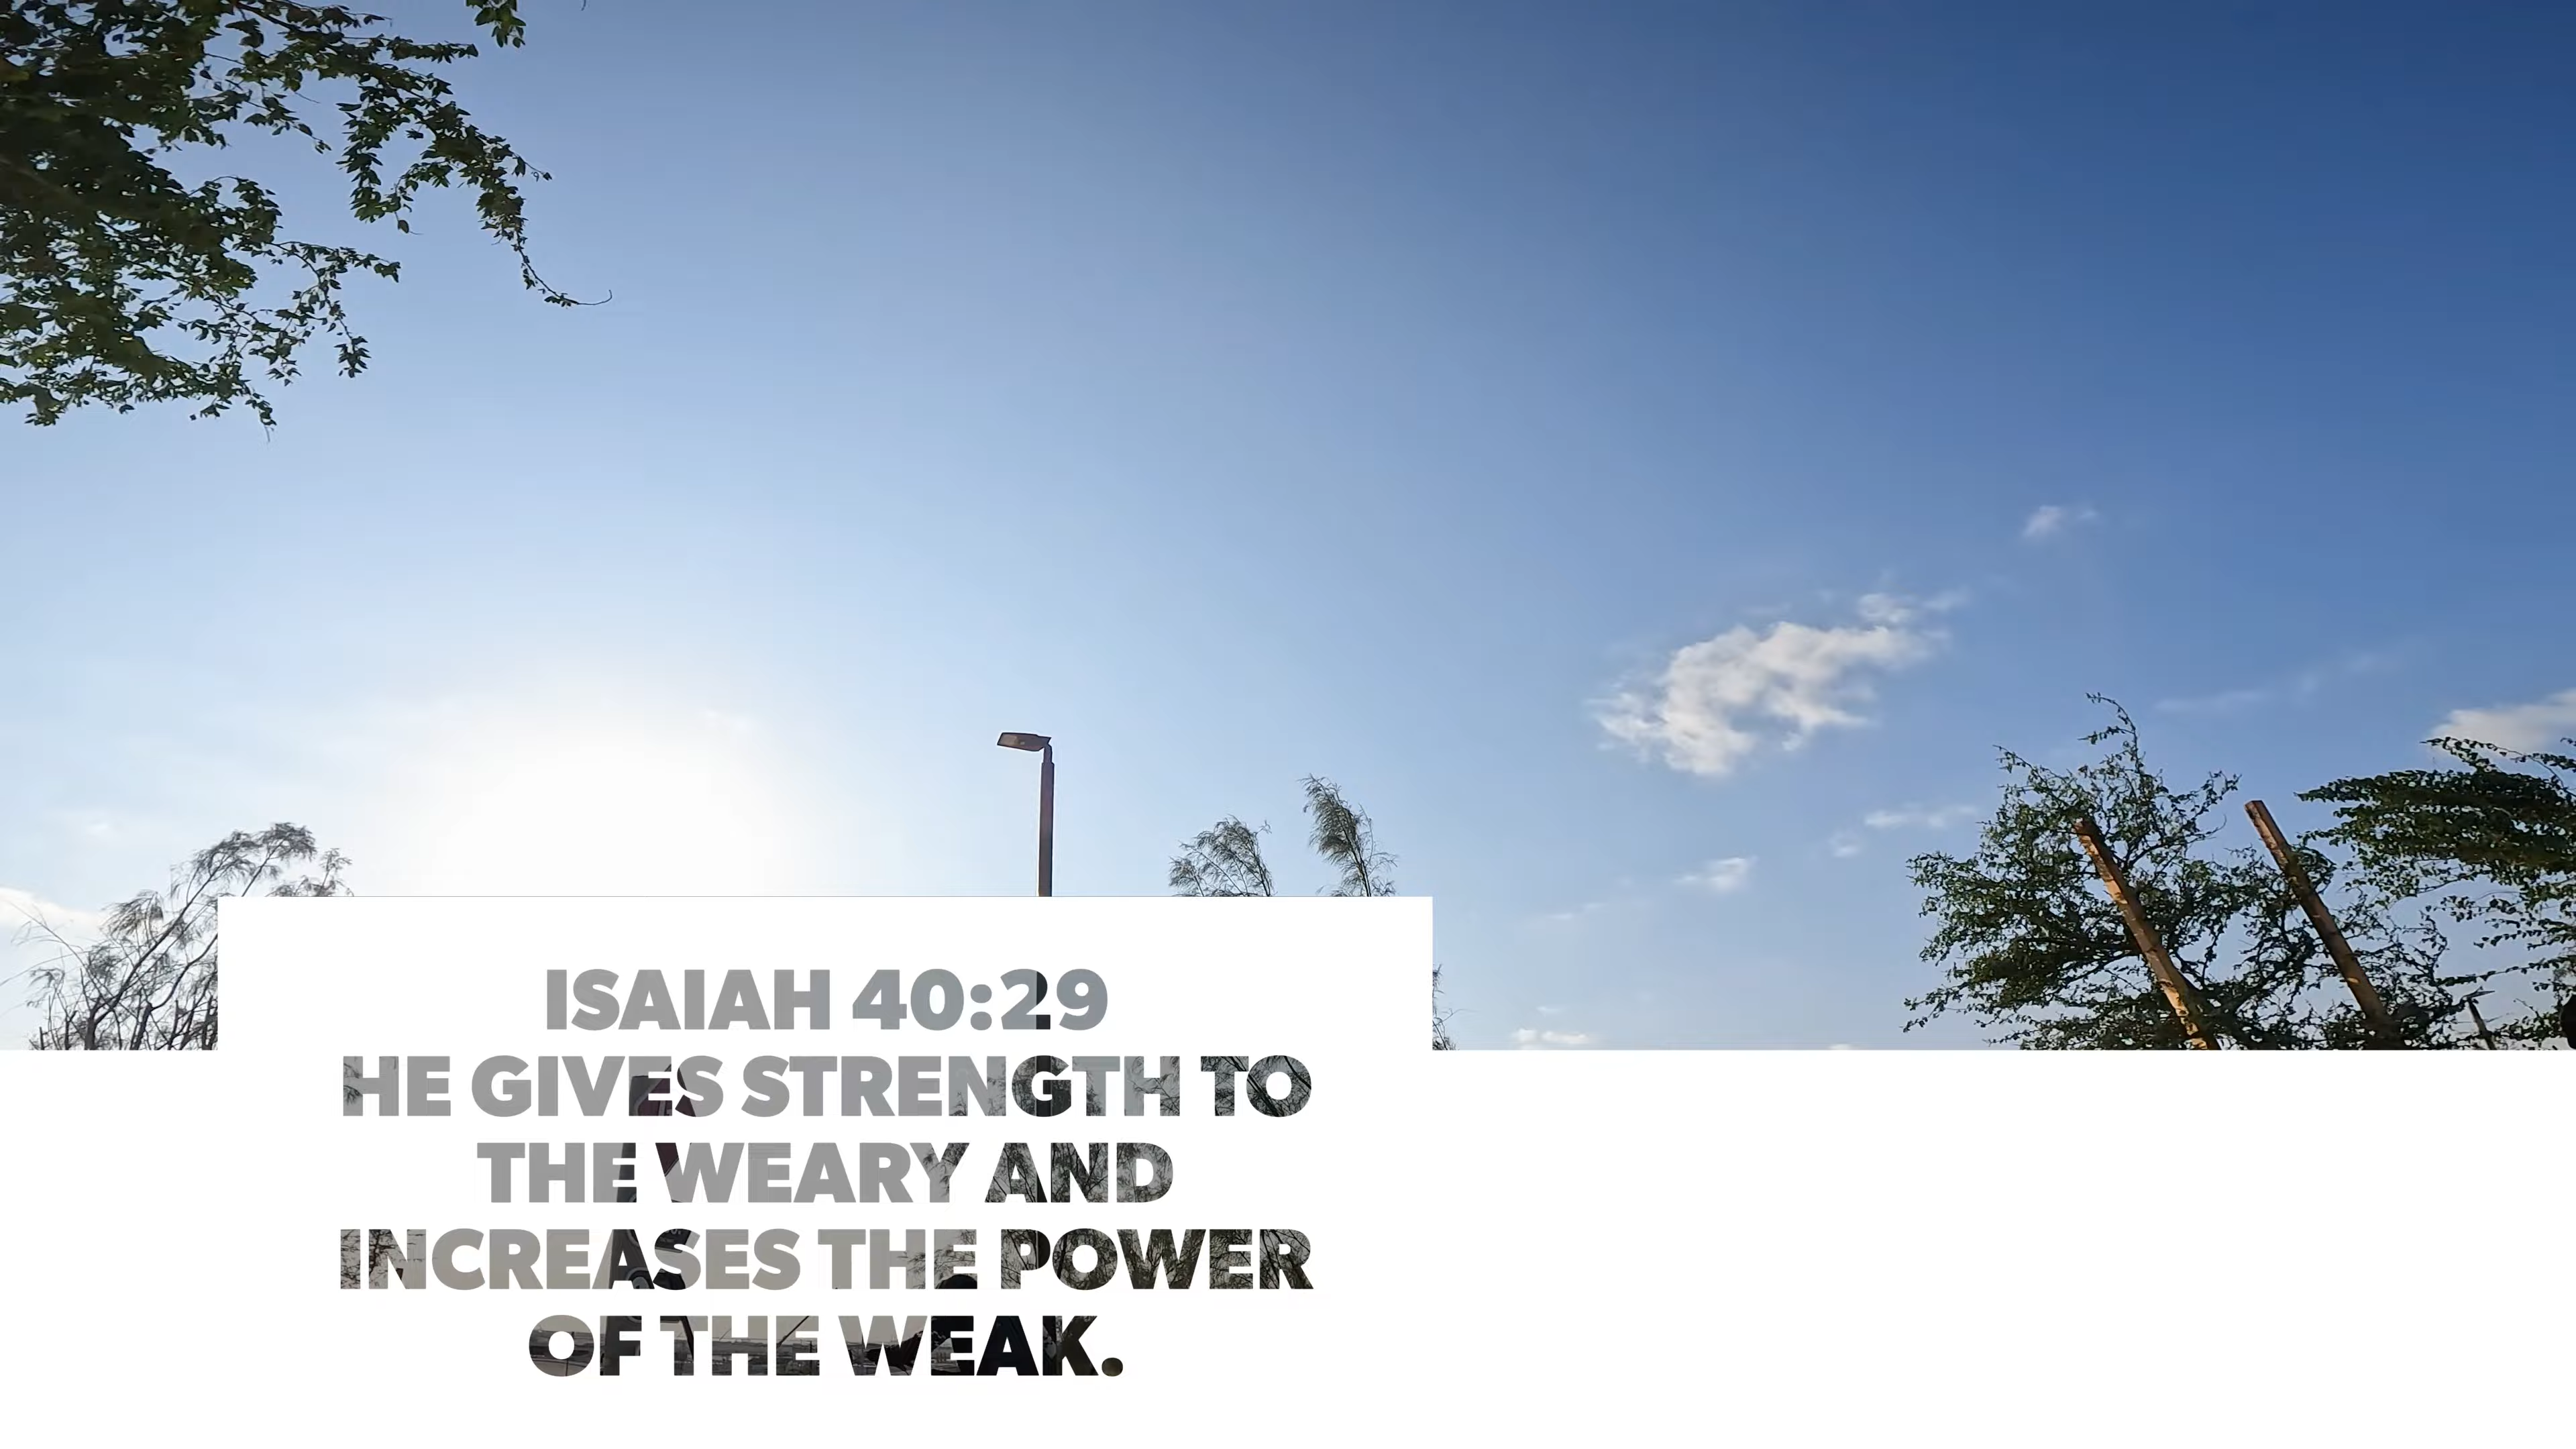 ISAIAH 40:29
HE GIVES STRENGTH TO
THE WEARY AND
INCREASES THE POWER
OF THE WEAK.